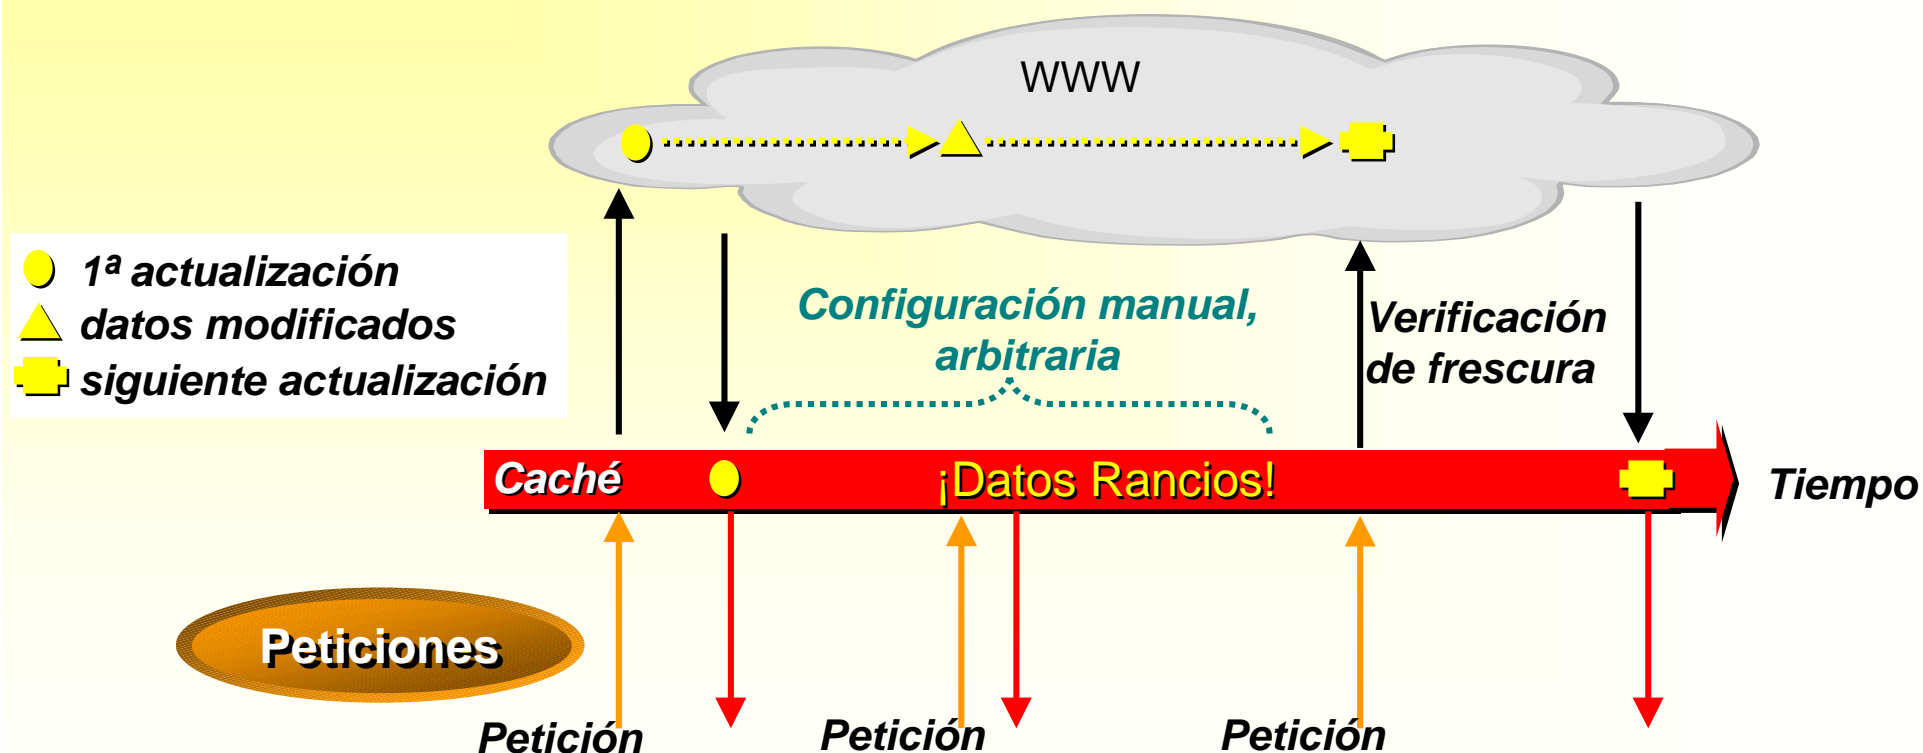 WWW
1ª actualización
datos modificados
siguiente actualización
Configuración manual,
arbitraria
Verificación
de frescura
Caché
¡Datos Rancios!
Tiempo
Peticiones
Petición
Petición
Petición